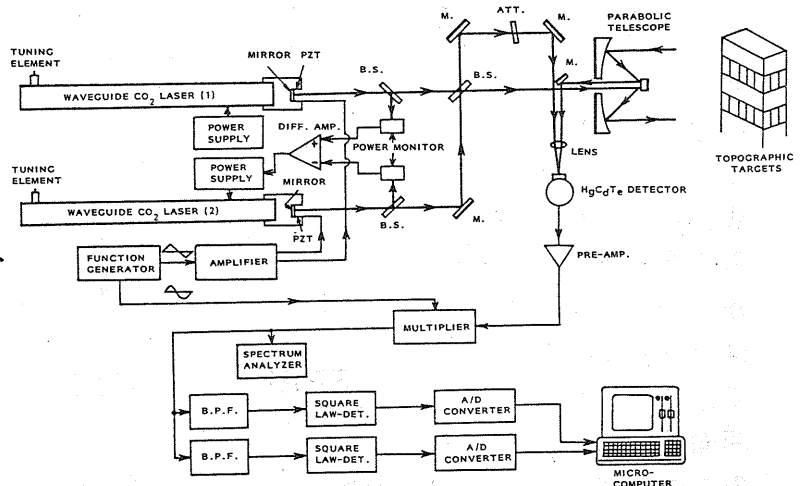 M.
ATT.
M.
PARABOLIC
TELESCOPE
TUNING
ELEMENT
MIRROR PZT
B.S.
B.S.
M.
WAVEGUIDE CO2 LASER (1)
POWER
SUPPLY
DIFF. AMP.
+
−
POWER MONITOR
LENS
TOPOGRAPHIC
TARGETS
TUNING
ELEMENT
POWER
SUPPLY
MIRROR
HgCdTe DETECTOR
WAVEGUIDE CO2 LASER (2)
PZT
B.S.
M.
FUNCTION
GENERATOR
AMPLIFIER
PRE-AMP.
MULTIPLIER
SPECTRUM
ANALYZER
B.P.F.
SQUARE
LAW-DET.
A/D
CONVERTER
B.P.F.
SQUARE
LAW-DET.
A/D
CONVERTER
MICRO-
COMPUTER